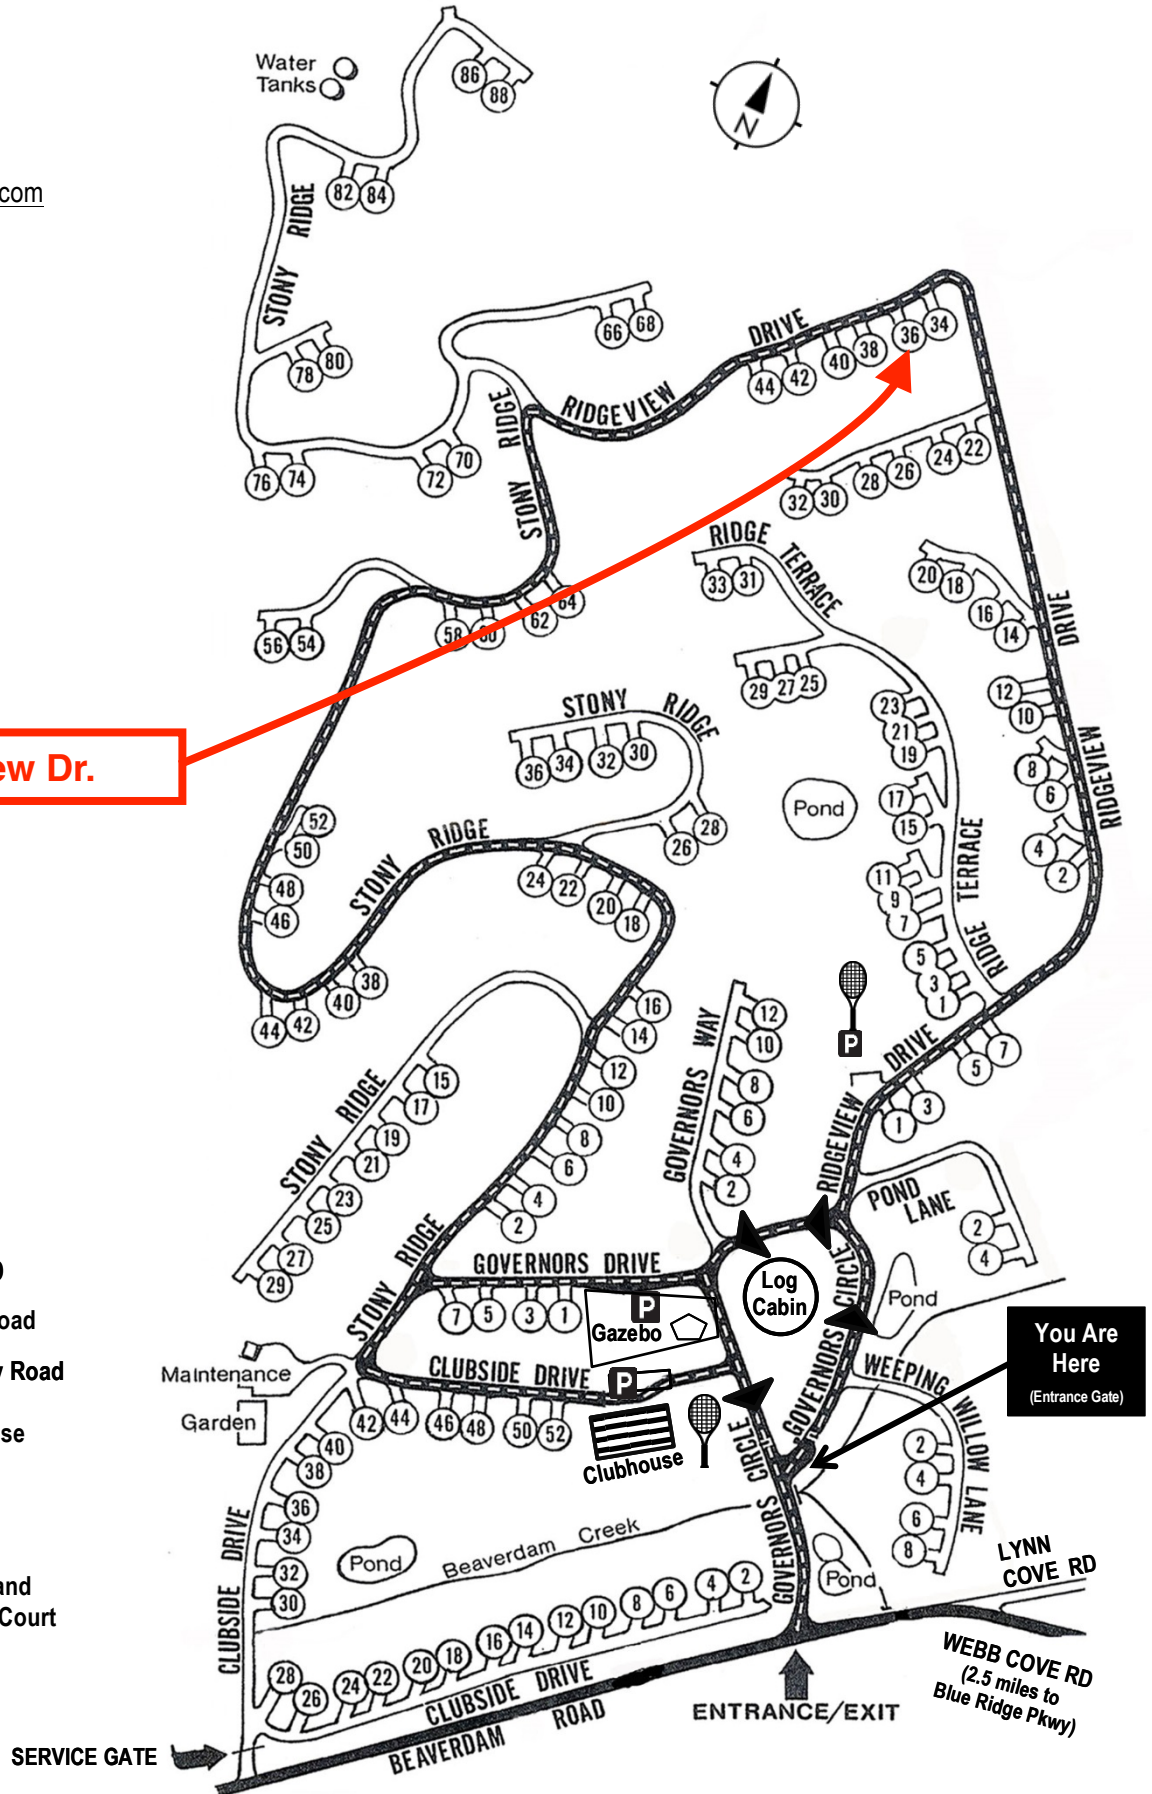 Water
Tanks
86
88
N
82
84
com
STONY RIDGE
66
68
DRIVE
34
36
38
40
42
44
78
80
RIDGEVIEW
STONY RIDGE
76
74
72
70
22
24
26
28
30
32
RIDGE TERRACE
33
31
20
18
16
14
DRIVE
56
54
58
60
62
64
29
27
25
12
10
23
21
19
STONY RIDGE
36
34
32
30
ew Dr.
RIDGEVIEW
8
6
Pond
17
15
52
50
28
26
STONY RIDGE
4
2
TERRACE
RIDGE
24
22
20
18
48
46
11
9
7
5
3
1
38
40
42
44
16
14
12
10
GOVERNORS WAY
12
10
8
6
4
2
P
DRIVE
7
5
3
1
RIDGEVIEW
STONY RIDGE
15
17
19
21
23
25
27
29
8
6
4
2
POND
LANE
2
4
STONY RIDGE
GOVERNORS DRIVE
Log
Cabin
GOVERNORS CIRCLE
7
5
3
1
P
Gazebo
Pond
oad
You Are
Here
(Entrance Gate)
Maintenance
CLUBSIDE DRIVE
P
WEEPING WILLOW LANE
y Road
Garden
42
44
46
48
50
52
Clubhouse
GOVERNORS CIRCLE
se
40
38
36
34
32
30
2
4
6
8
CLUBSIDE DRIVE
Pond
Beaverdam Creek
Pond
LYNN
COVE RD
and
Court
28
26
24
22
20
18
16
14
12
10
8
6
4
2
CLUBSIDE DRIVE
WEBB COVE RD
(2.5 miles to
Blue Ridge Pkwy)
ENTRANCE/EXIT
BEAVERDAM ROAD
SERVICE GATE